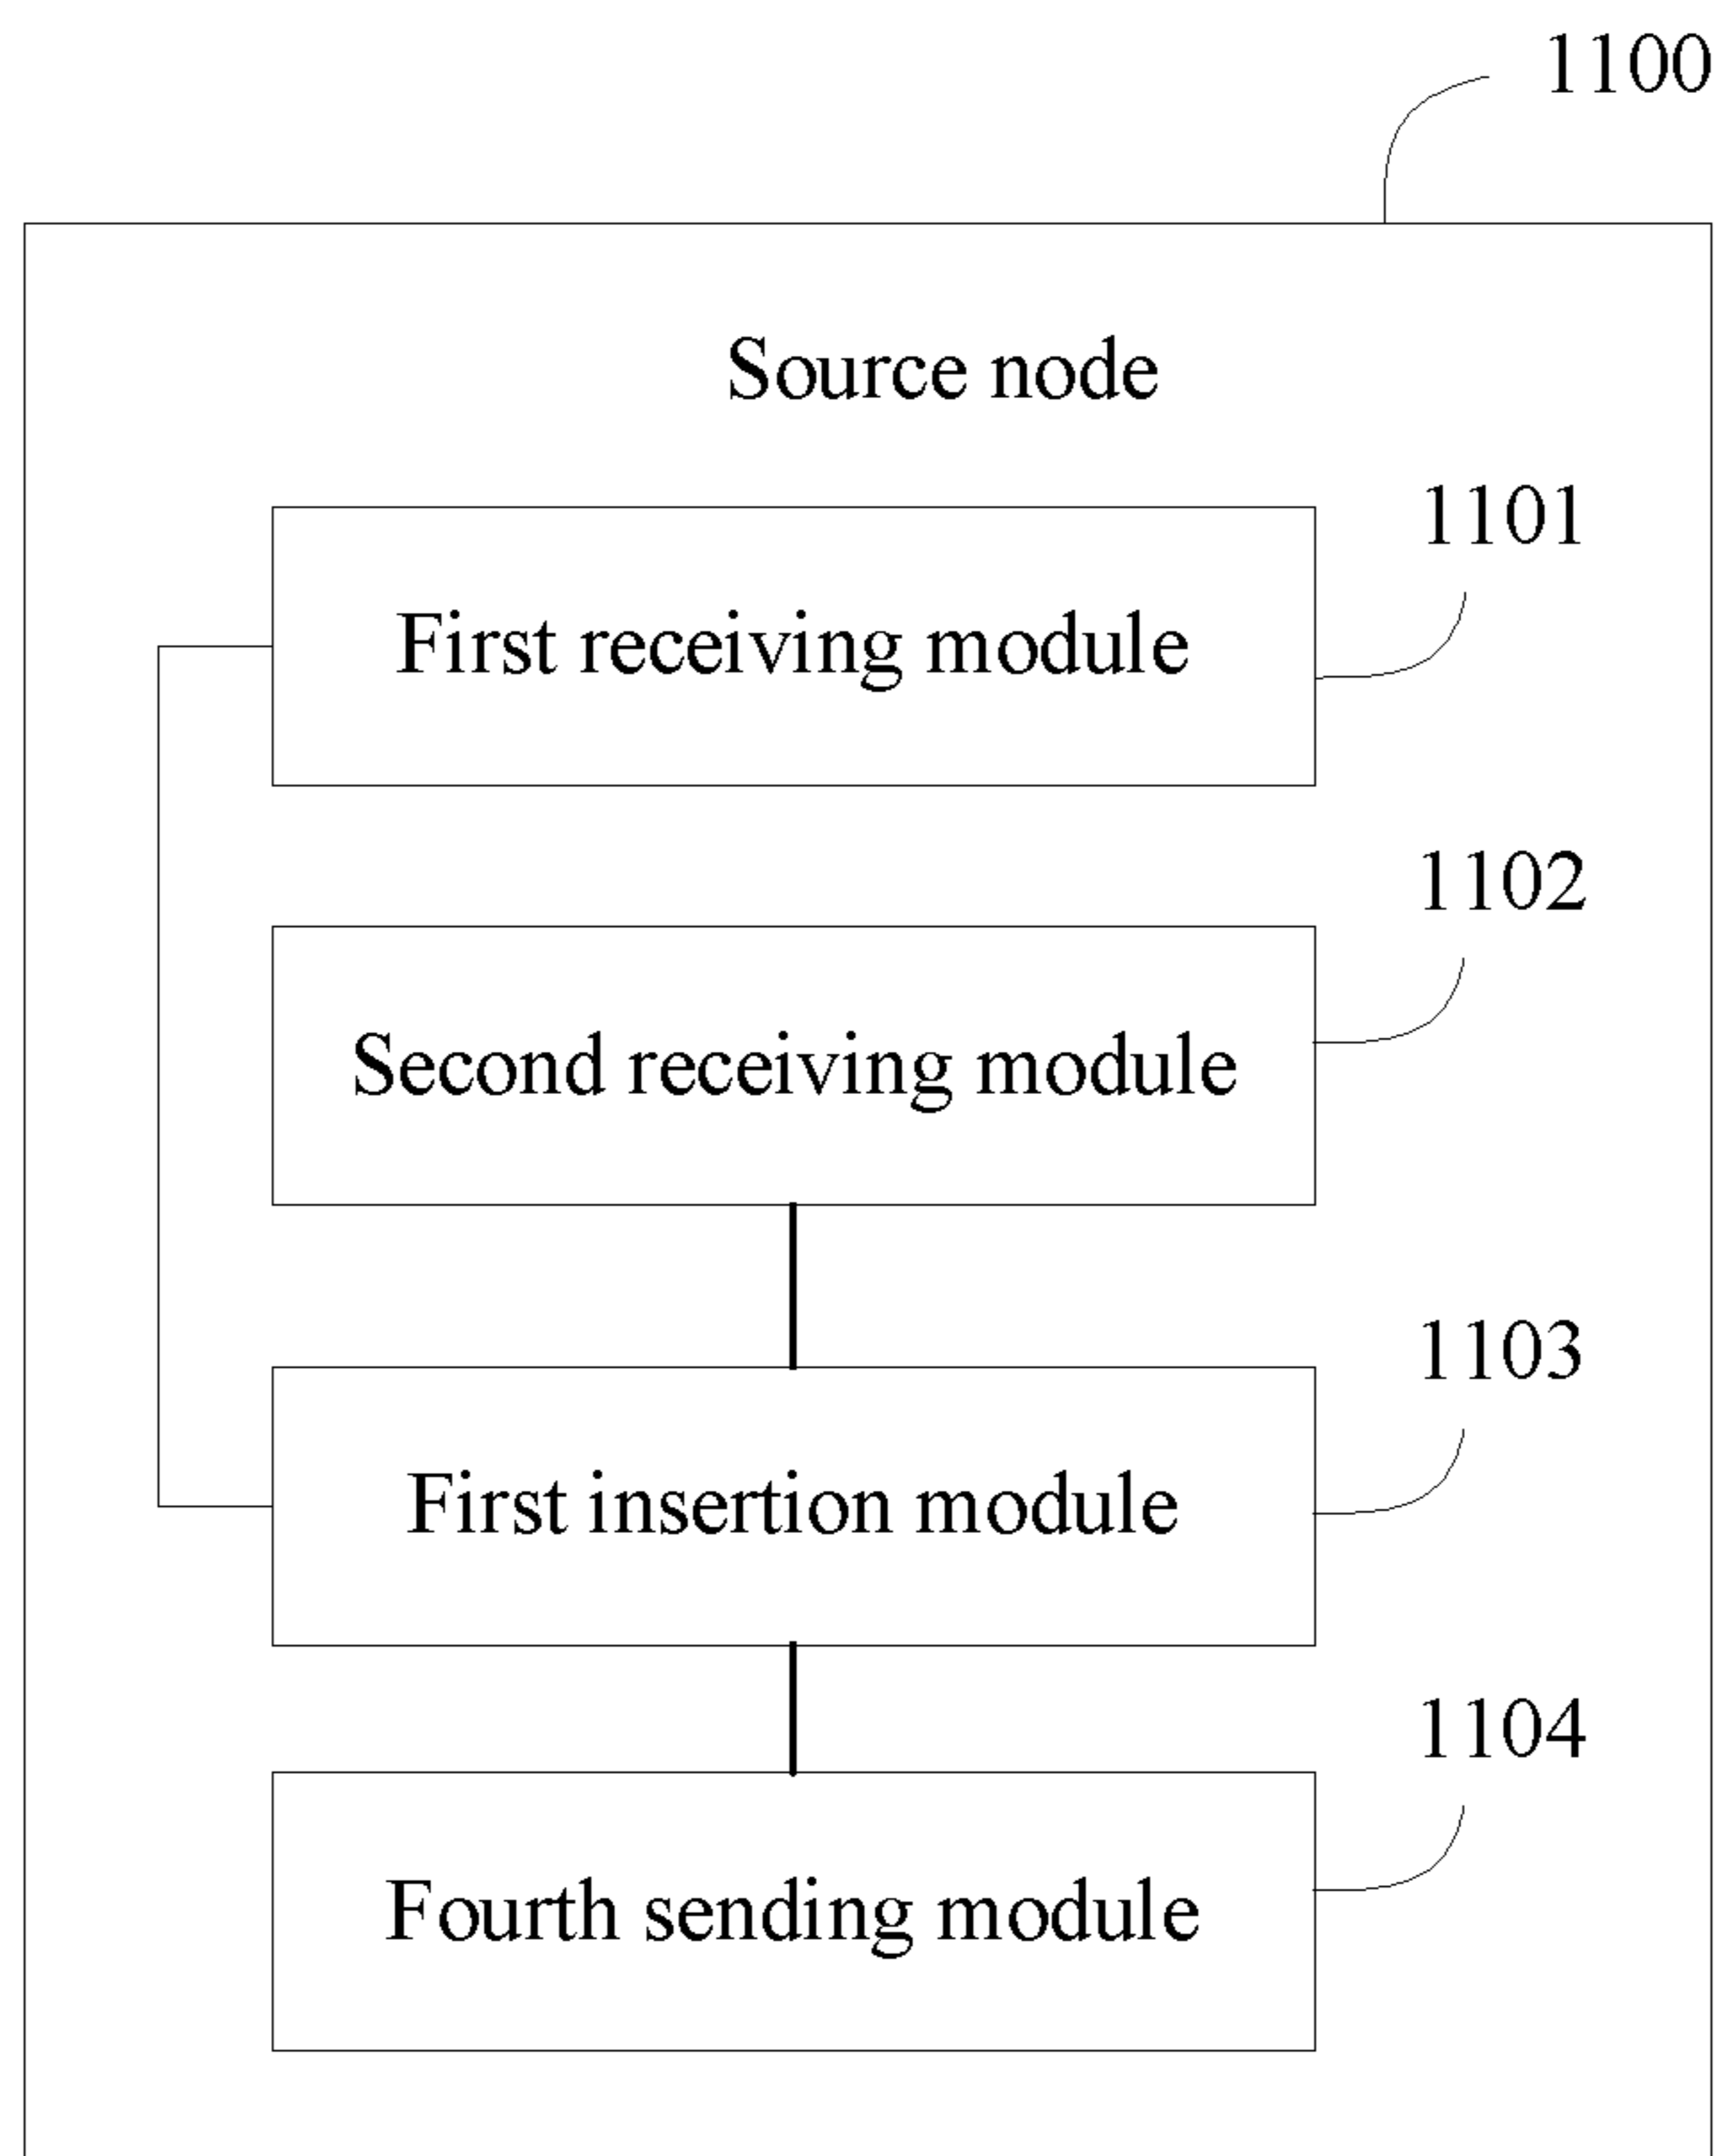 1100
Source node
1101
First receiving module
1102
Second receiving module
1103
First insertion module
1104
Fourth sending module